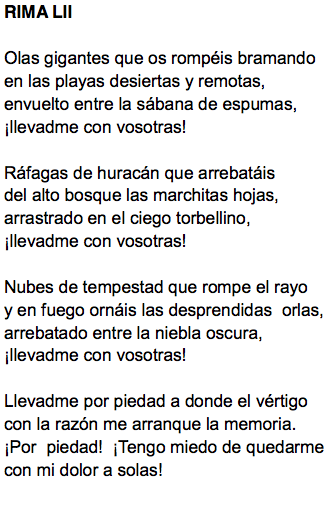 RIMA LII
Olas gigantes que os rompéis bramando
en las playas desiertas y remotas,
envuelto entre la sábana de espumas,
¡llevadme con vosotras!
Ráfagas de huracán que arrebatáis
del alto bosque las marchitas hojas,
arrastrado en el ciego torbellino,
¡llevadme con vosotras!
Nubes de tempestad que rompe el rayo
y en fuego ornáis las desprendidas  orlas,
arrebatado entre la niebla oscura,
¡llevadme con vosotras!
Llevadme por piedad a donde el vértigo
con la razón me arranque la memoria.
¡Por  piedad!  ¡Tengo miedo de quedarme
con mi dolor a solas!